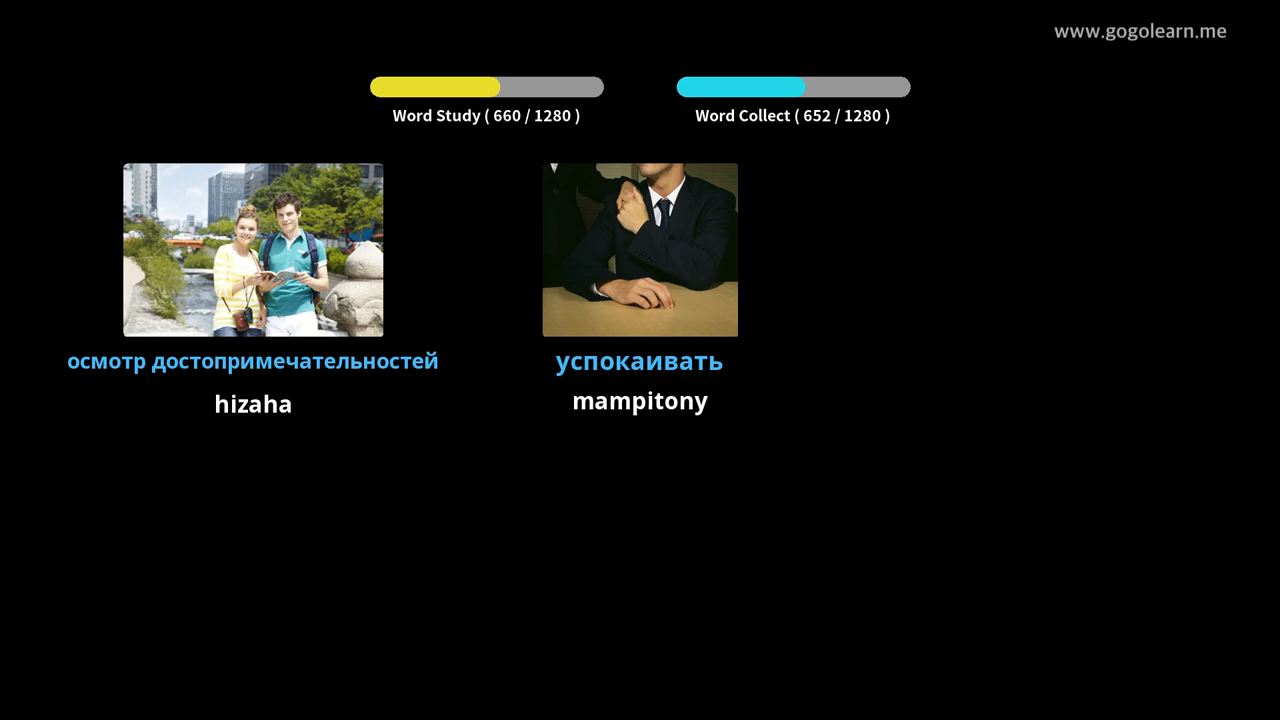 www.gogolearn.me
Word Study ( 660 / 1280 )
Word Collect ( 652 / 1280 )
осмотр достопримечательностей
hizaha
успокаивать
mampitony